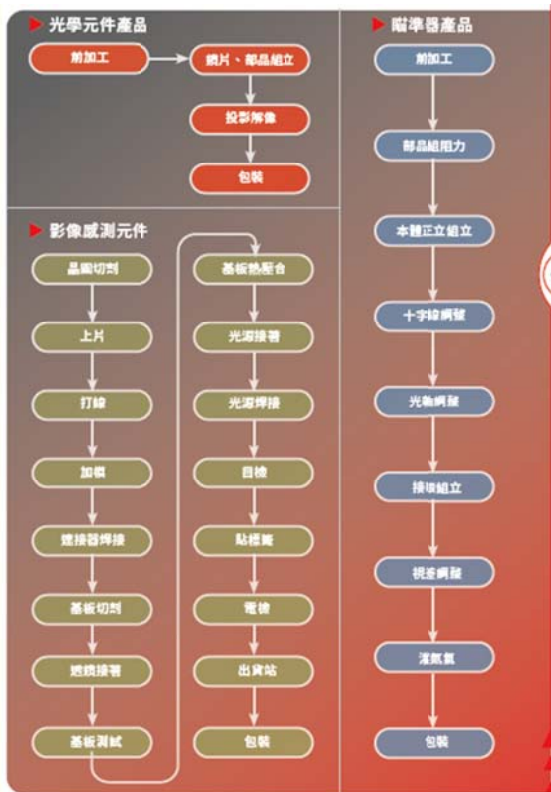 光學元件產品
前加工
鏡片、部品組立
投影解像
包裝
影像感測元件
晶圓切割
上片
打線
加模
連接器焊接
基板切割
透鏡接著
基板測試
基板熱壓合
光源接著
光源焊接
目檢
貼標籤
電檢
出貨站
包裝
瞄準器產品
前加工
部品組阻力
本體正立組立
十字線調整
光軸調整
接環組立
視差調整
灌氮氣
包裝